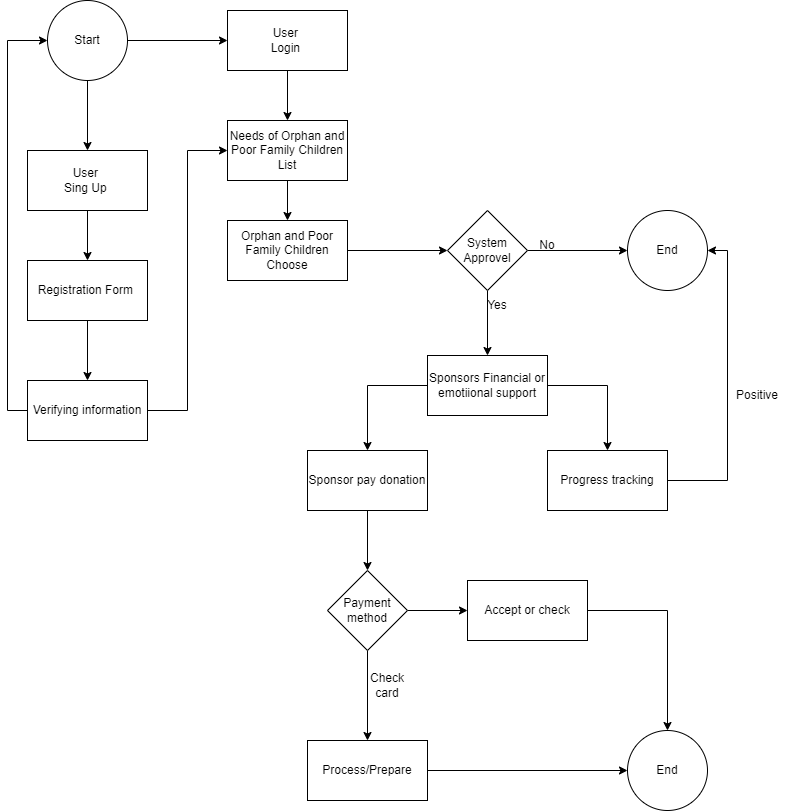 Start
User
Login
User
Sing Up
Needs of Orphan and
Poor Family Children
List
Orphan and Poor
Family Children
Choose
System
Approvel
No
End
Registration Form
Yes
Verifying information
Sponsors Financial or
emotiional support
Positive
Sponsor pay donation
Progress tracking
Payment
method
Accept or check
Check
card
Process/Prepare
End